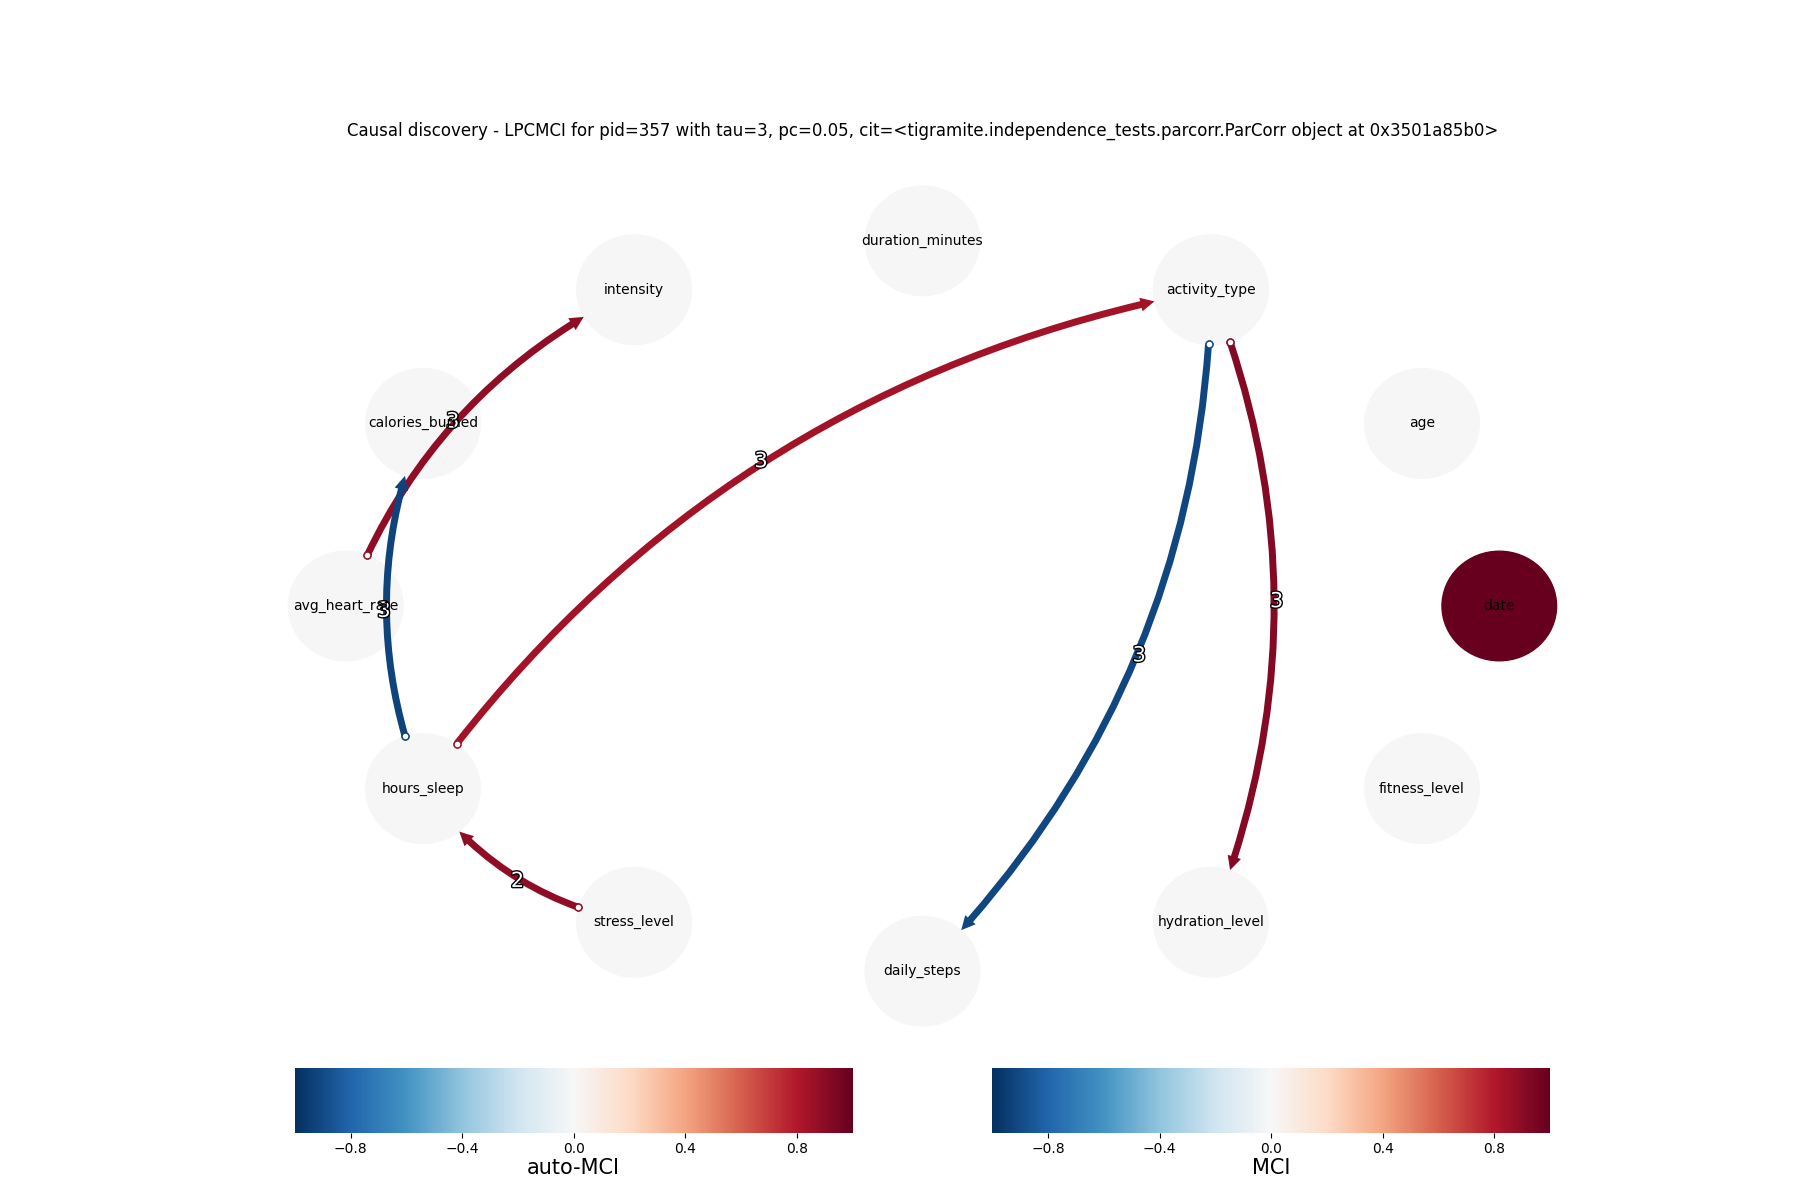 Causal discovery - LPCMCI for pid=357 with tau=3, pc=0.05, cit=<tigramite.independence_tests.parcorr.ParCorr object at 0x3501a85b0>
duration_minutes
intensity
activity_type
calories_burned
3
age
3
3
avg_heart_rate
3
date
3
2
hours_sleep
fitness_level
stress_level
hydration_level
daily_steps
−0.8 −0.4 0.0 0.4 0.8
auto-MCI
−0.8 −0.4 0.0 0.4 0.8
MCI